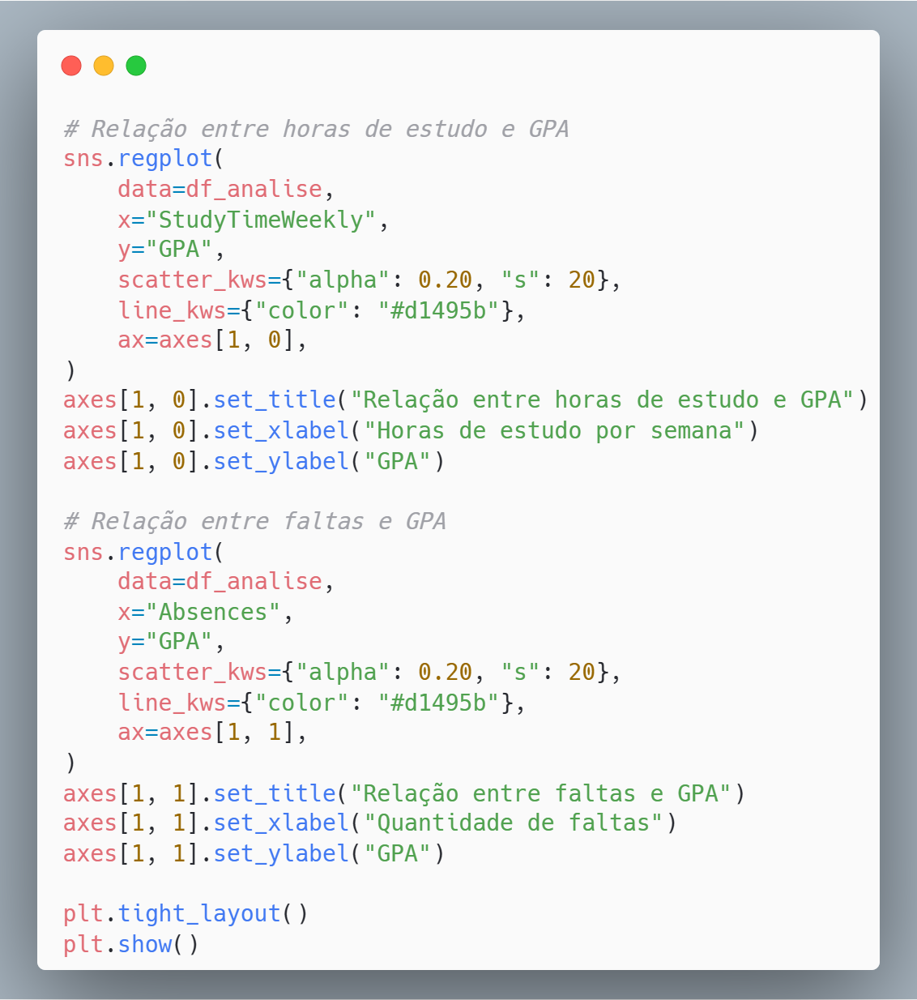 # Relação entre horas de estudo e GPA
sns.regplot(
    data=df_analise,
    x="StudyTimeWeekly",
    y="GPA",
    scatter_kws={"alpha": 0.20, "s": 20},
    line_kws={"color": "#d1495b"},
    ax=axes[1, 0],
)
axes[1, 0].set_title("Relação entre horas de estudo e GPA")
axes[1, 0].set_xlabel("Horas de estudo por semana")
axes[1, 0].set_ylabel("GPA")

# Relação entre faltas e GPA
sns.regplot(
    data=df_analise,
    x="Absences",
    y="GPA",
    scatter_kws={"alpha": 0.20, "s": 20},
    line_kws={"color": "#d1495b"},
    ax=axes[1, 1],
)
axes[1, 1].set_title("Relação entre faltas e GPA")
axes[1, 1].set_xlabel("Quantidade de faltas")
axes[1, 1].set_ylabel("GPA")

plt.tight_layout()
plt.show()